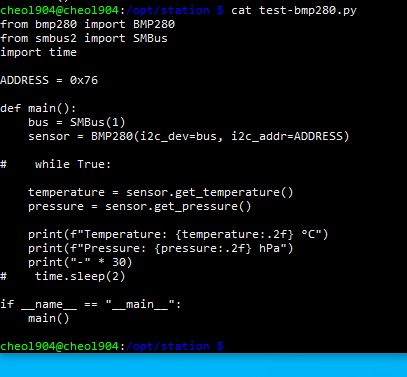 cheol904@cheol904:/opt/station $ cat test-bmp280.py
from bmp280 import BMP280
from smbus2 import SMBus
import time

ADDRESS = 0x76

def main():
    bus = SMBus(1)
    sensor = BMP280(i2c_dev=bus, i2c_addr=ADDRESS)

#    while True:

    temperature = sensor.get_temperature()
    pressure = sensor.get_pressure()

    print(f"Temperature: {temperature:.2f} °C")
    print(f"Pressure: {pressure:.2f} hPa")
    print("-" * 30)
#    time.sleep(2)

if __name__ == "__main__":
    main()

cheol904@cheol904:/opt/station $